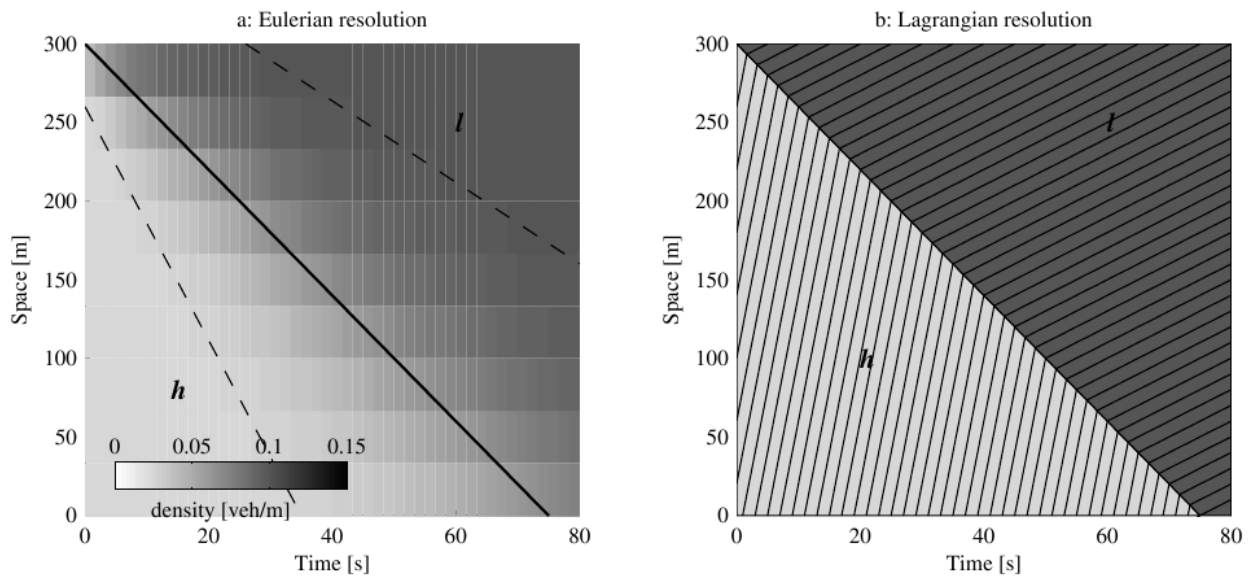 a: Eulerian resolution
300
250
200
150
100
50
0
Space [m]
l
h
0 0.05 0.1 0.15
density [veh/m]
0 20 40 60 80
Time [s]
b: Lagrangian resolution
300
250
200
150
100
50
0
Space [m]
l
h
0 20 40 60 80
Time [s]